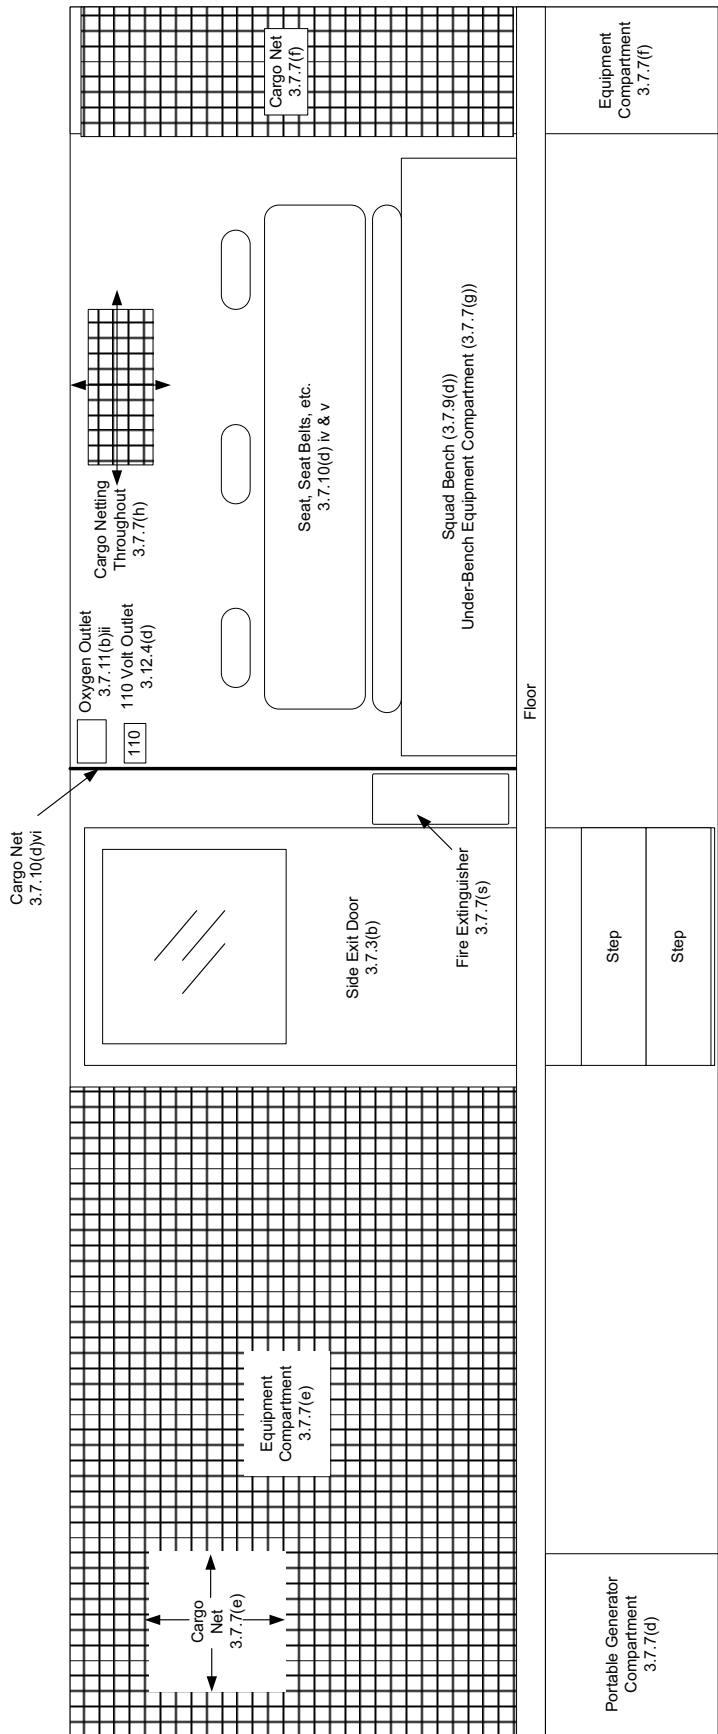 Cargo Net
3.7.7(f)
Equipment
Compartment
3.7.7(f)
Cargo Netting
Throughout
3.7.7(h)
Seat, Seat Belts, etc.
3.7.10(d) iv & v
Squad Bench (3.7.9(d))
Under-Bench Equipment Compartment (3.7.7(g))
Oxygen Outlet
3.7.11(b)ii
110 Volt Outlet
3.12.4(d)
110
Floor
Cargo Net
3.7.10(d)vi
Side Exit Door
3.7.3(b)
Fire Extinguisher
3.7.7(s)
Step
Step
Equipment
Compartment
3.7.7(e)
Cargo
Net
3.7.7(e)
Portable Generator
Compartment
3.7.7(d)